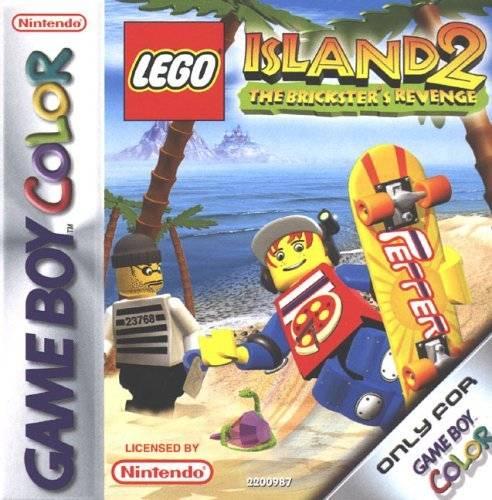 Nintendo
GAME BOY COLOR
TM
LEGO
ISLAND 2
THE BRICKSTER'S REVENGE
23768
PEPPER
LICENSED BY
Nintendo
2200987
ONLY FOR
GAME BOY
COLOR